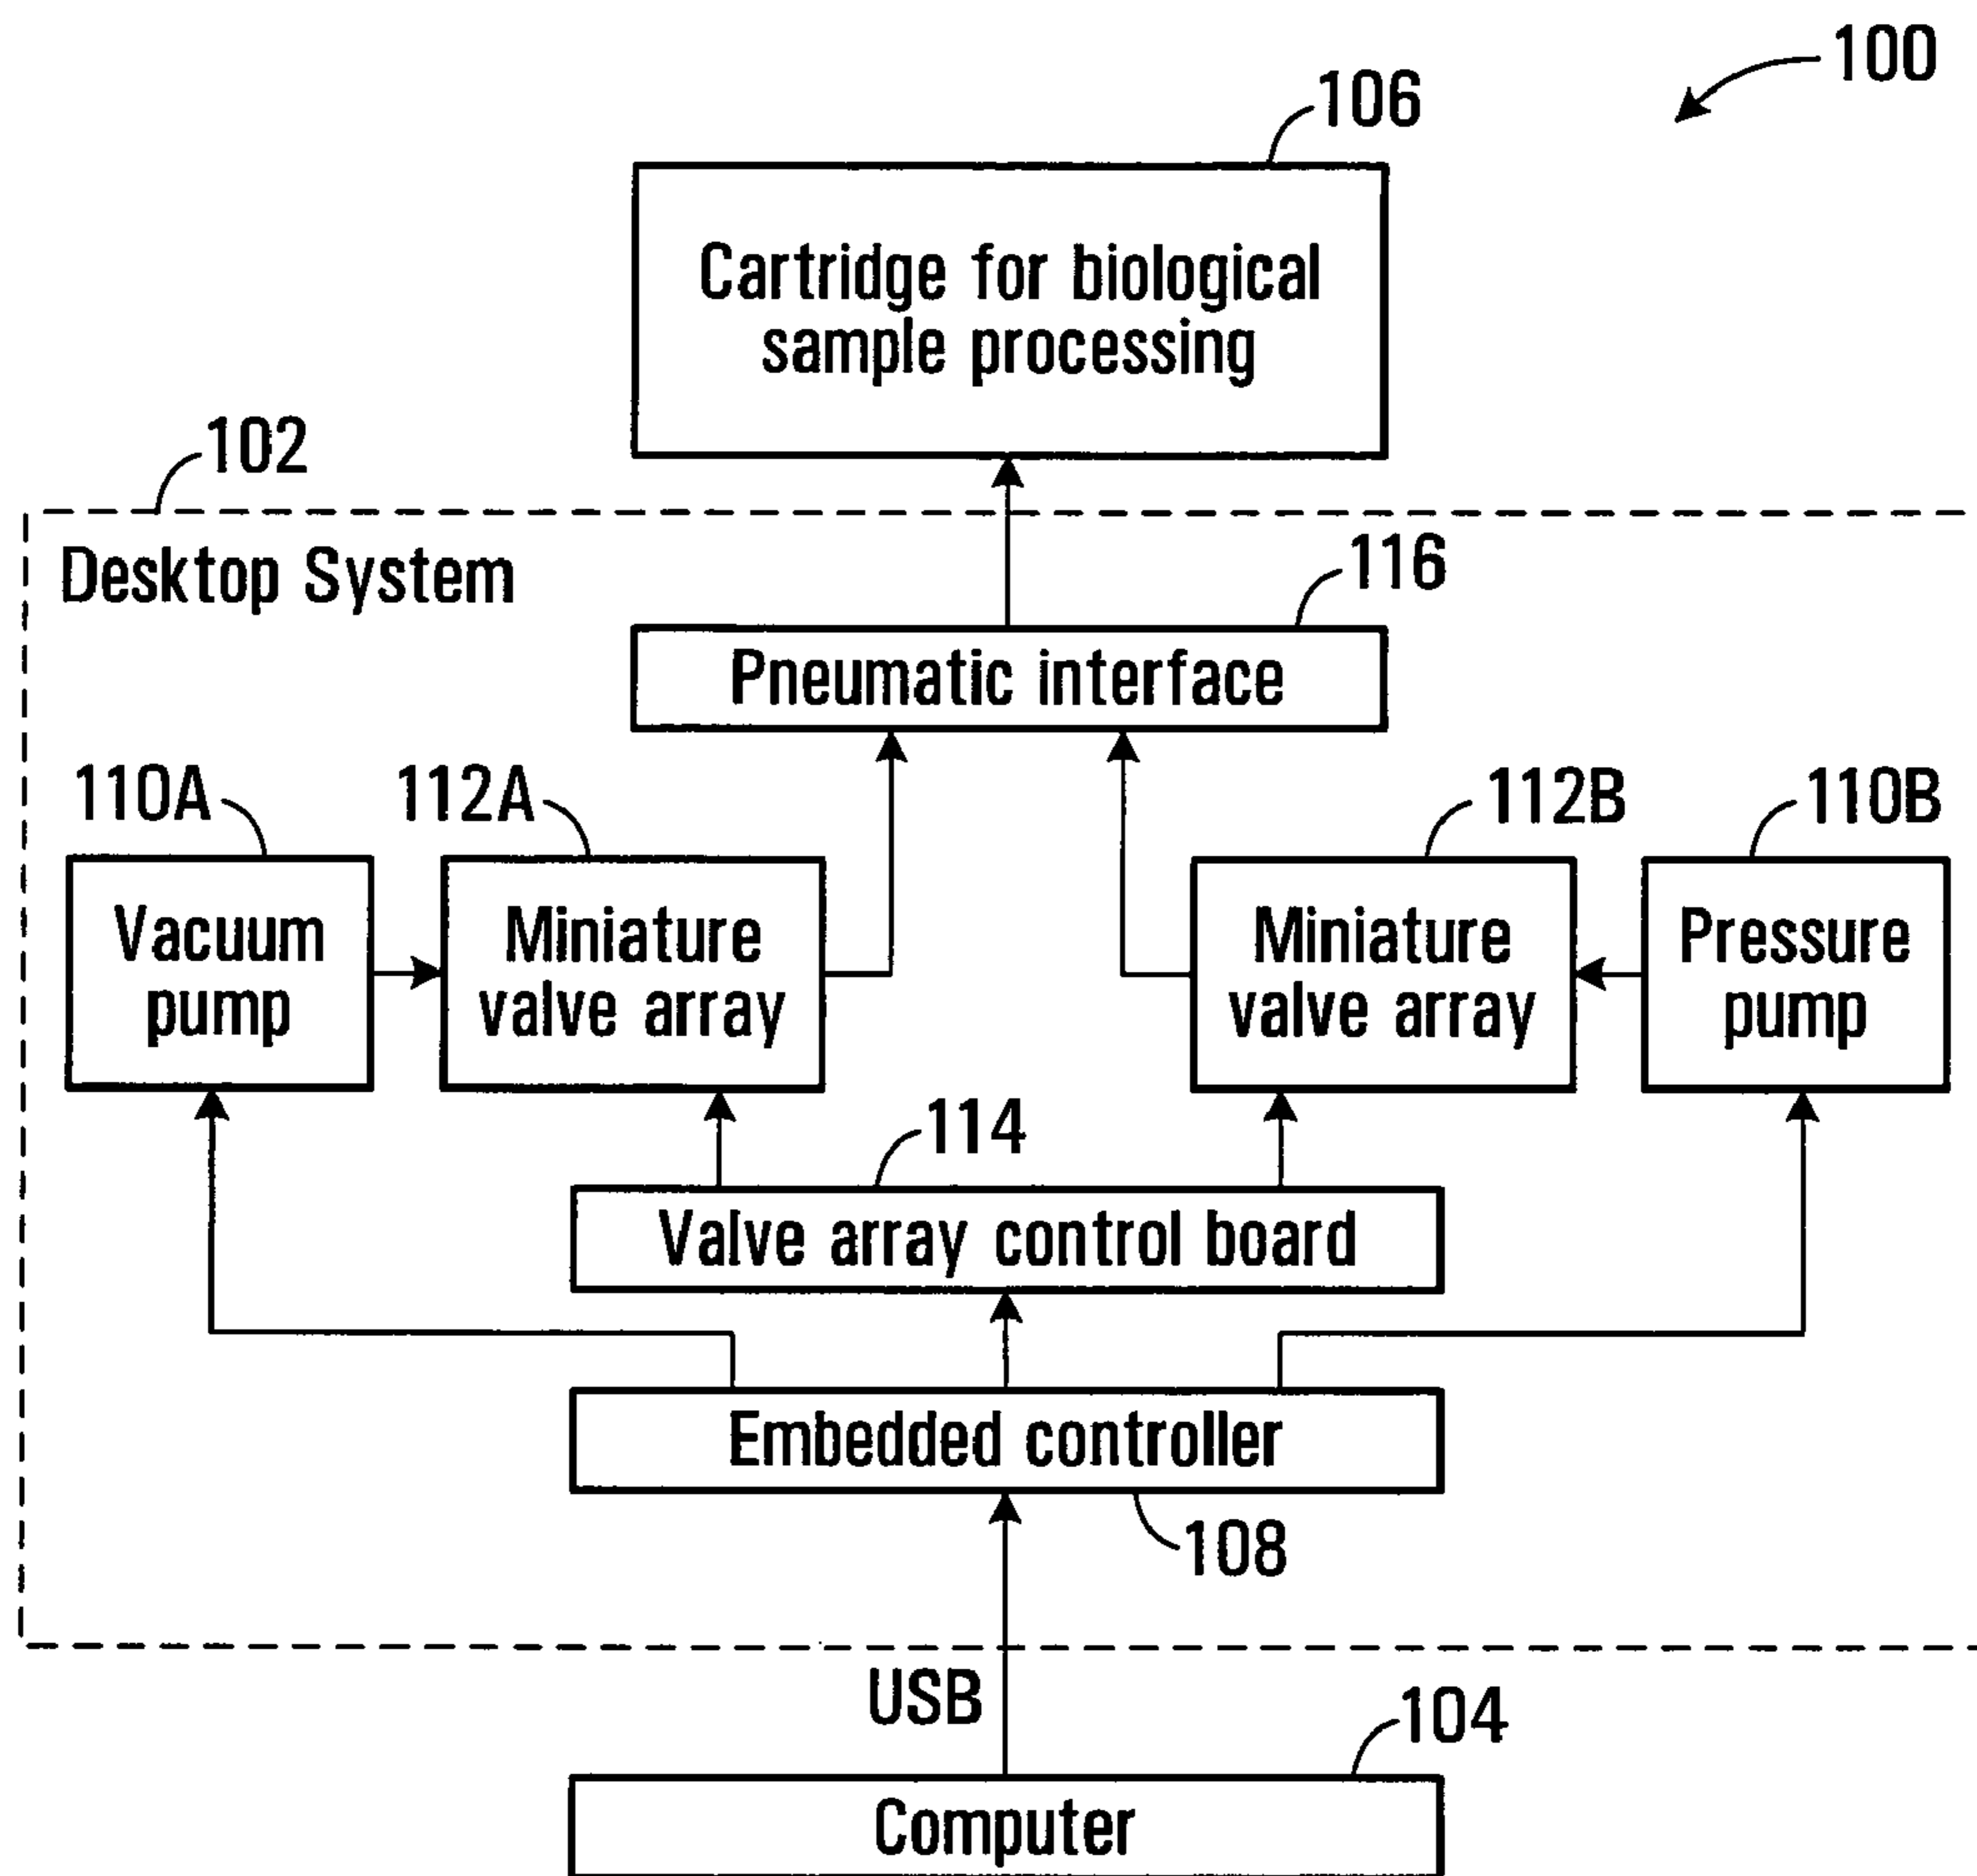 100
106
Cartridge for biological
sample processing
102
Desktop System
116
Pneumatic interface
110A
112A
112B
110B
Vacuum
pump
Miniature
valve array
Miniature
valve array
Pressure
pump
114
Valve array control board
Embedded controller
108
USB
104
Computer